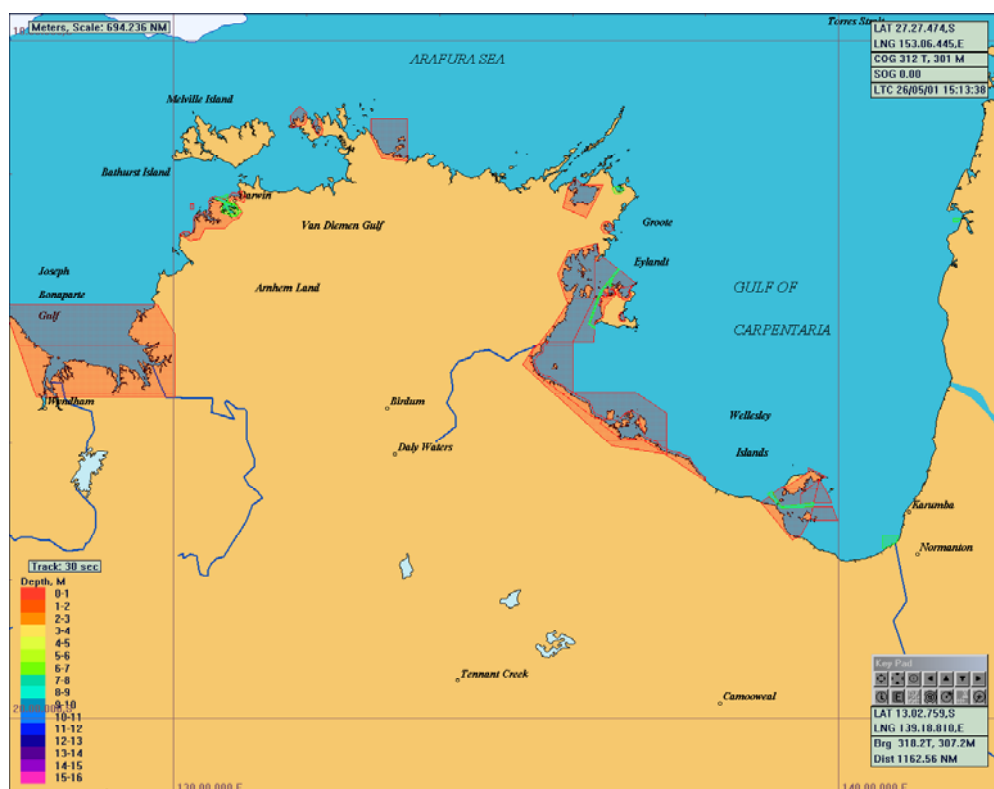 Meters, Scale: 694.236 NM
Torres Strait
LAT 27.27.474,S
LNG 153.06.445,E
COG 312 T, 301 M
SOG 0.00
LTC 26/05/01 15:13:38
ARAFURA SEA
Melville Island
Bathurst Island
Darwin
Van Diemen Gulf
Groote
Eylandt
Joseph
Bonaparte
Gulf
Arnhem Land
GULF OF
CARPENTARIA
Wyndham
Birdum
Daly Waters
Wellesley
Islands
Karumba
Normanton
Track: 30 sec
Depth, M
0-1
1-2
2-3
3-4
4-5
5-6
6-7
7-8
8-9
9-10
10-11
11-12
12-13
13-14
14-15
15-16
Tennant Creek
Camooweal
Key Pad
LAT 13.02.759,S
LNG 139.18.810,E
Brg 318.2T, 307.2M
Dist 1162.56 NM
130.00.000,E
140.00.000,E